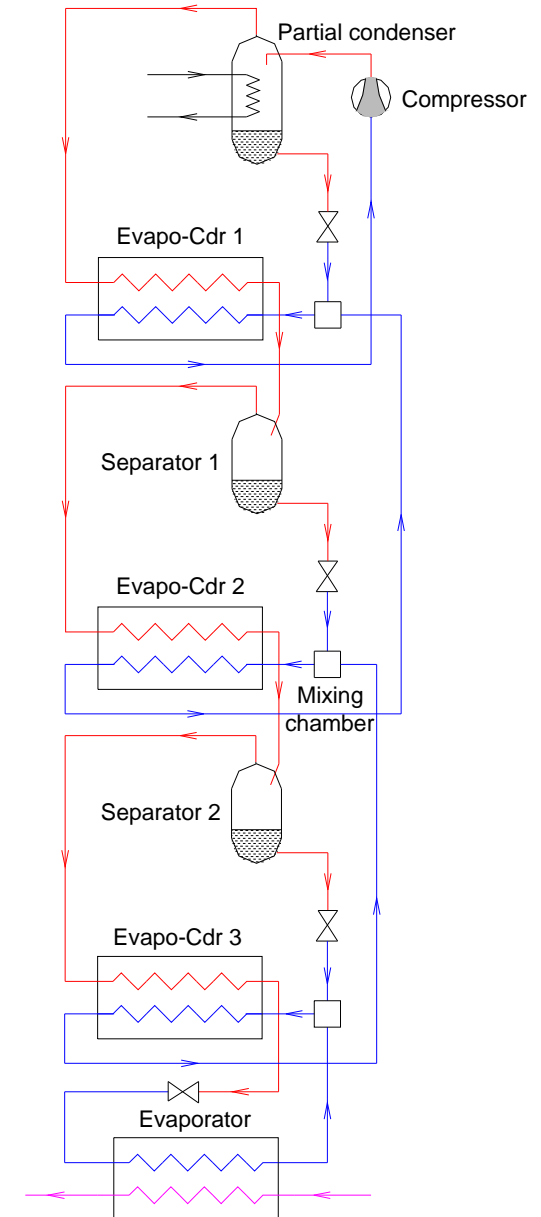 Partial condenser
Compressor
Evapo-Cdr 1
Separator 1
Evapo-Cdr 2
Mixing
chamber
Separator 2
Evapo-Cdr 3
Evaporator